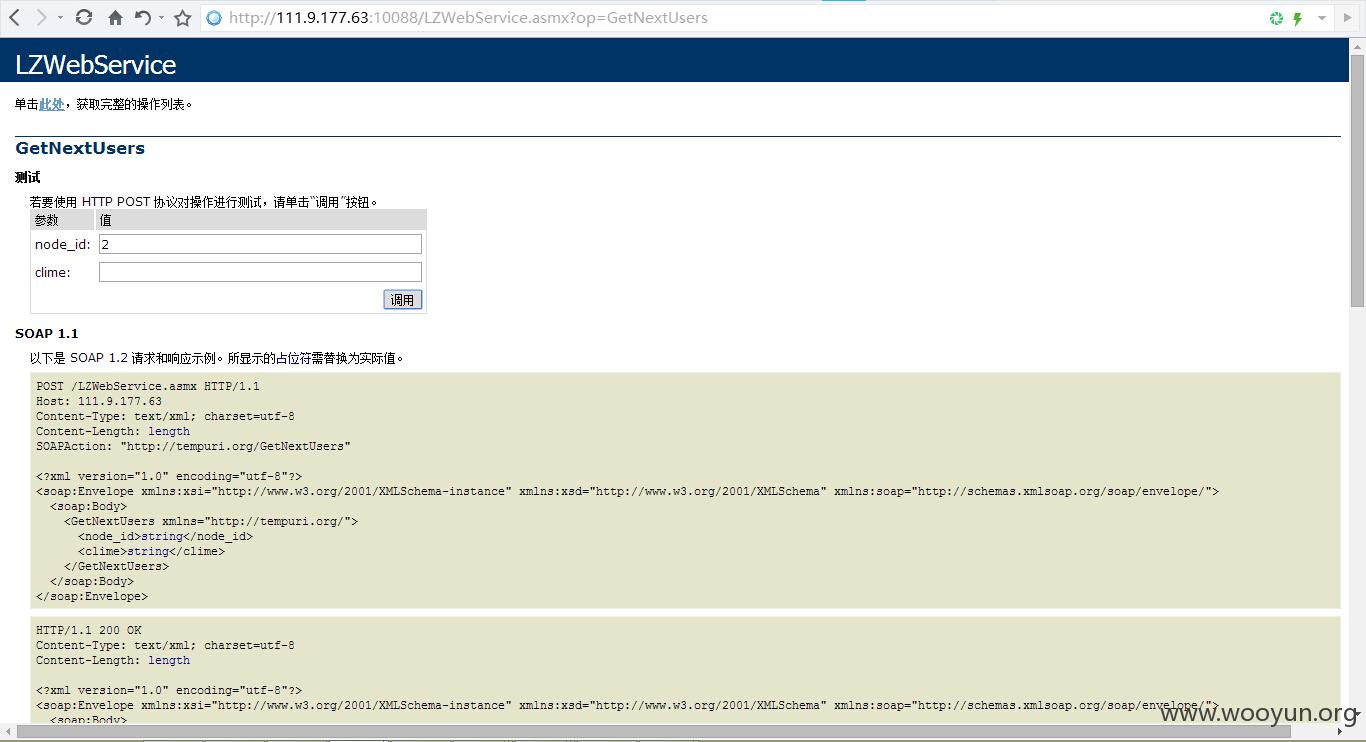 http://111.9.177.63:10088/LZWebService.asmx?op=GetNextUsers
LZWebService
单击此处，获取完整的操作列表。
GetNextUsers
测试
若要使用 HTTP POST 协议对操作进行测试，请单击“调用”按钮。
参数 值
node_id: 2
clime:
调用
SOAP 1.1
以下是 SOAP 1.2 请求和响应示例。所显示的占位符需替换为实际值。
POST /LZWebService.asmx HTTP/1.1
Host: 111.9.177.63
Content-Type: text/xml; charset=utf-8
Content-Length: length
SOAPAction: "http://tempuri.org/GetNextUsers"
<?xml version="1.0" encoding="utf-8"?>
<soap:Envelope xmlns:xsi="http://www.w3.org/2001/XMLSchema-instance" xmlns:xsd="http://www.w3.org/2001/XMLSchema" xmlns:soap="http://schemas.xmlsoap.org/soap/envelope/">
<soap:Body>
<GetNextUsers xmlns="http://tempuri.org/">
<node_id>string</node_id>
<clime>string</clime>
</GetNextUsers>
</soap:Body>
</soap:Envelope>
HTTP/1.1 200 OK
Content-Type: text/xml; charset=utf-8
Content-Length: length
<?xml version="1.0" encoding="utf-8"?>
<soap:Envelope xmlns:xsi="http://www.w3.org/2001/XMLSchema-instance" xmlns:xsd="http://www.w3.org/2001/XMLSchema" xmlns:soap="http://schemas.xmlsoap.org/soap/envelope/">
<soap:Body>
www.wooyun.org